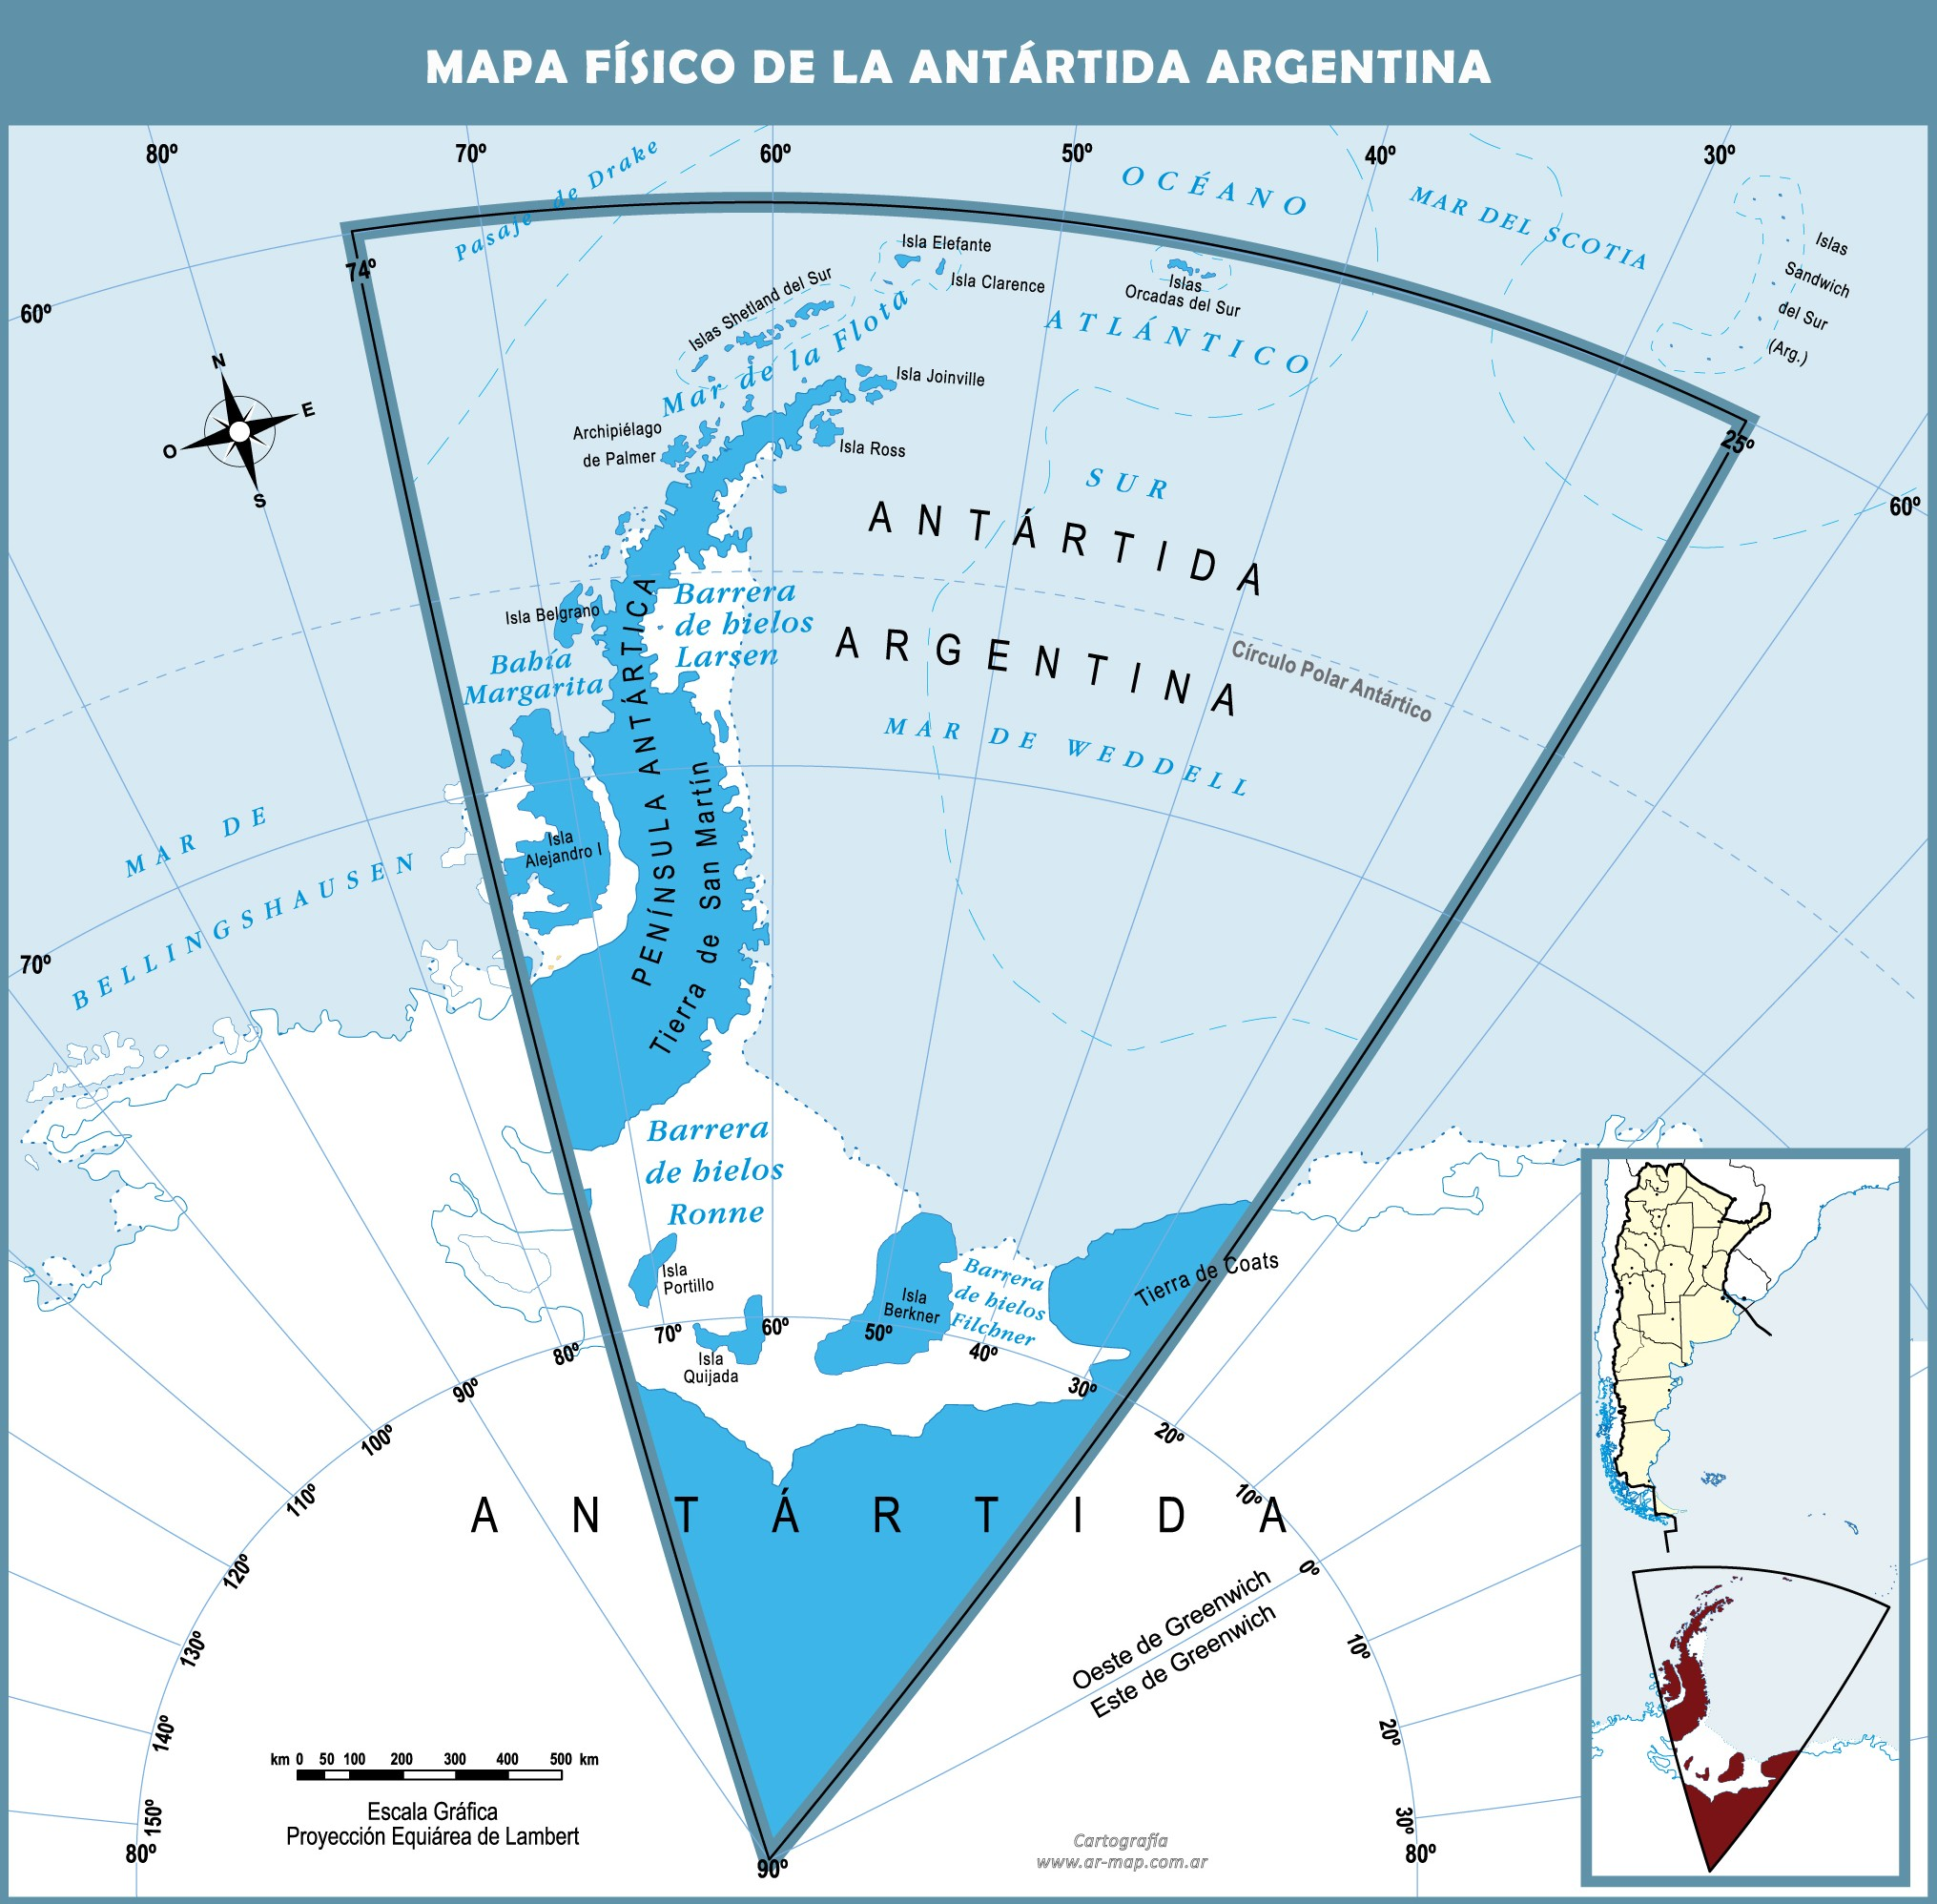 MAPA FÍSICO DE LA ANTÁRTIDA ARGENTINA
80º
70º
60º
50º
40º
30º
Pasaje de Drake
OCÉANO
MAR DEL SCOTIA
Islas
Sandwich
del Sur
(Arg.)
74º
60º
Isla Elefante
Isla Clarence
Islas
Orcadas del Sur
Islas Shetland del Sur
Mar de la Flota
ATLÁNTICO
N
E
O
S
Isla Joinville
Archipiélago
de Palmer
Isla Ross
25º
60º
SUR
ANTÁRTIDA
ARGENTINA
Isla Belgrano
Barrera
de hielos
Larsen
Bahía
Margarita
Círculo Polar Antártico
MAR DE WEDDELL
PENÍNSULA ANTÁRTICA
Tierra de San Martín
Isla
Alejandro I
MAR DE
BELLINGSHAUSEN
70º
Barrera
de hielos
Ronne
Isla
Portillo
Isla
Berkner
Barrera
de hielos
Filchner
Tierra de Coats
Isla
Quijada
80º
70º
60º
50º
40º
30º
20º
10º
0º
90º
100º
110º
120º
130º
140º
150º
80º
ANTÁRTIDA
Oeste de Greenwich
Este de Greenwich
10º
20º
30º
80º
km 0 50 100 200 300 400 500 km
Escala Gráfica
Proyección Equiárea de Lambert
90º
Cartografía
www.ar-map.com.ar